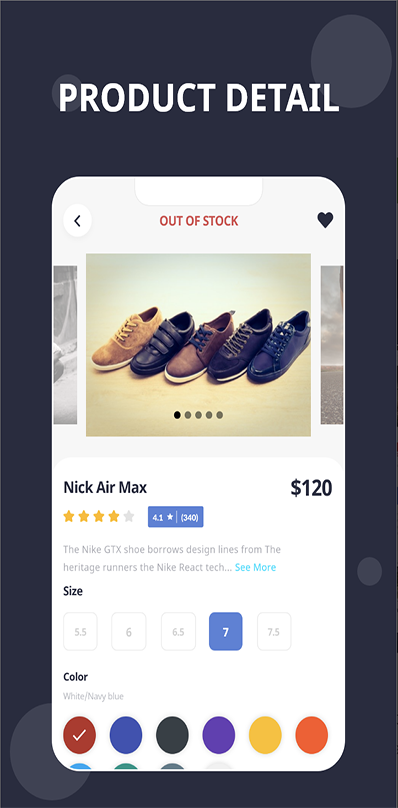 PRODUCT DETAIL
OUT OF STOCK
Nick Air Max
$120
4.1 ★ | (340)
The Nike GTX shoe borrows design lines from The
heritage runners the Nike React tech... See More
Size
5.5 6 6.5 7 7.5
Color
White/Navy blue